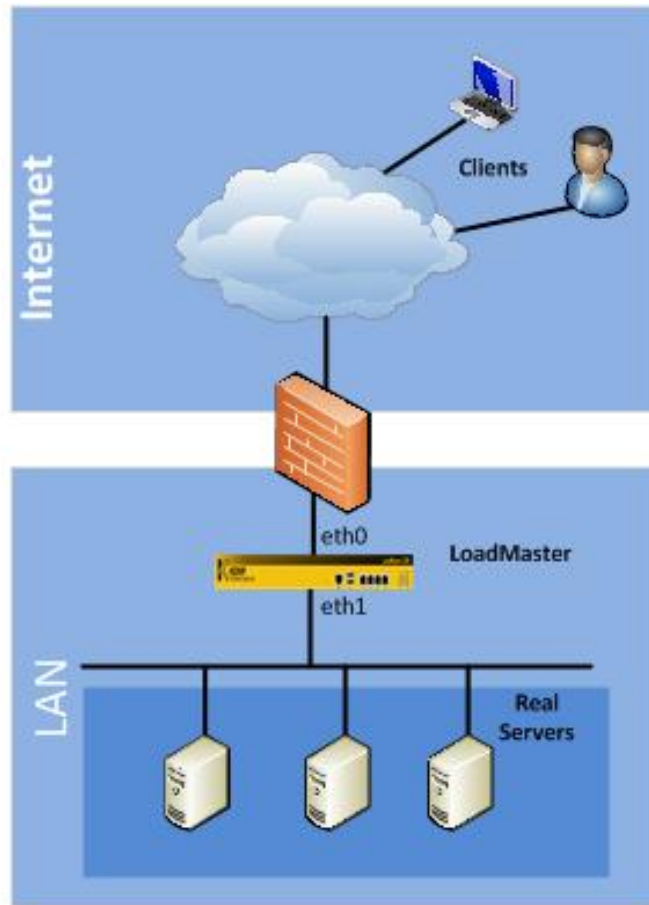 Internet
Clients
eth0
LoadMaster
eth1
LAN
Real
Servers